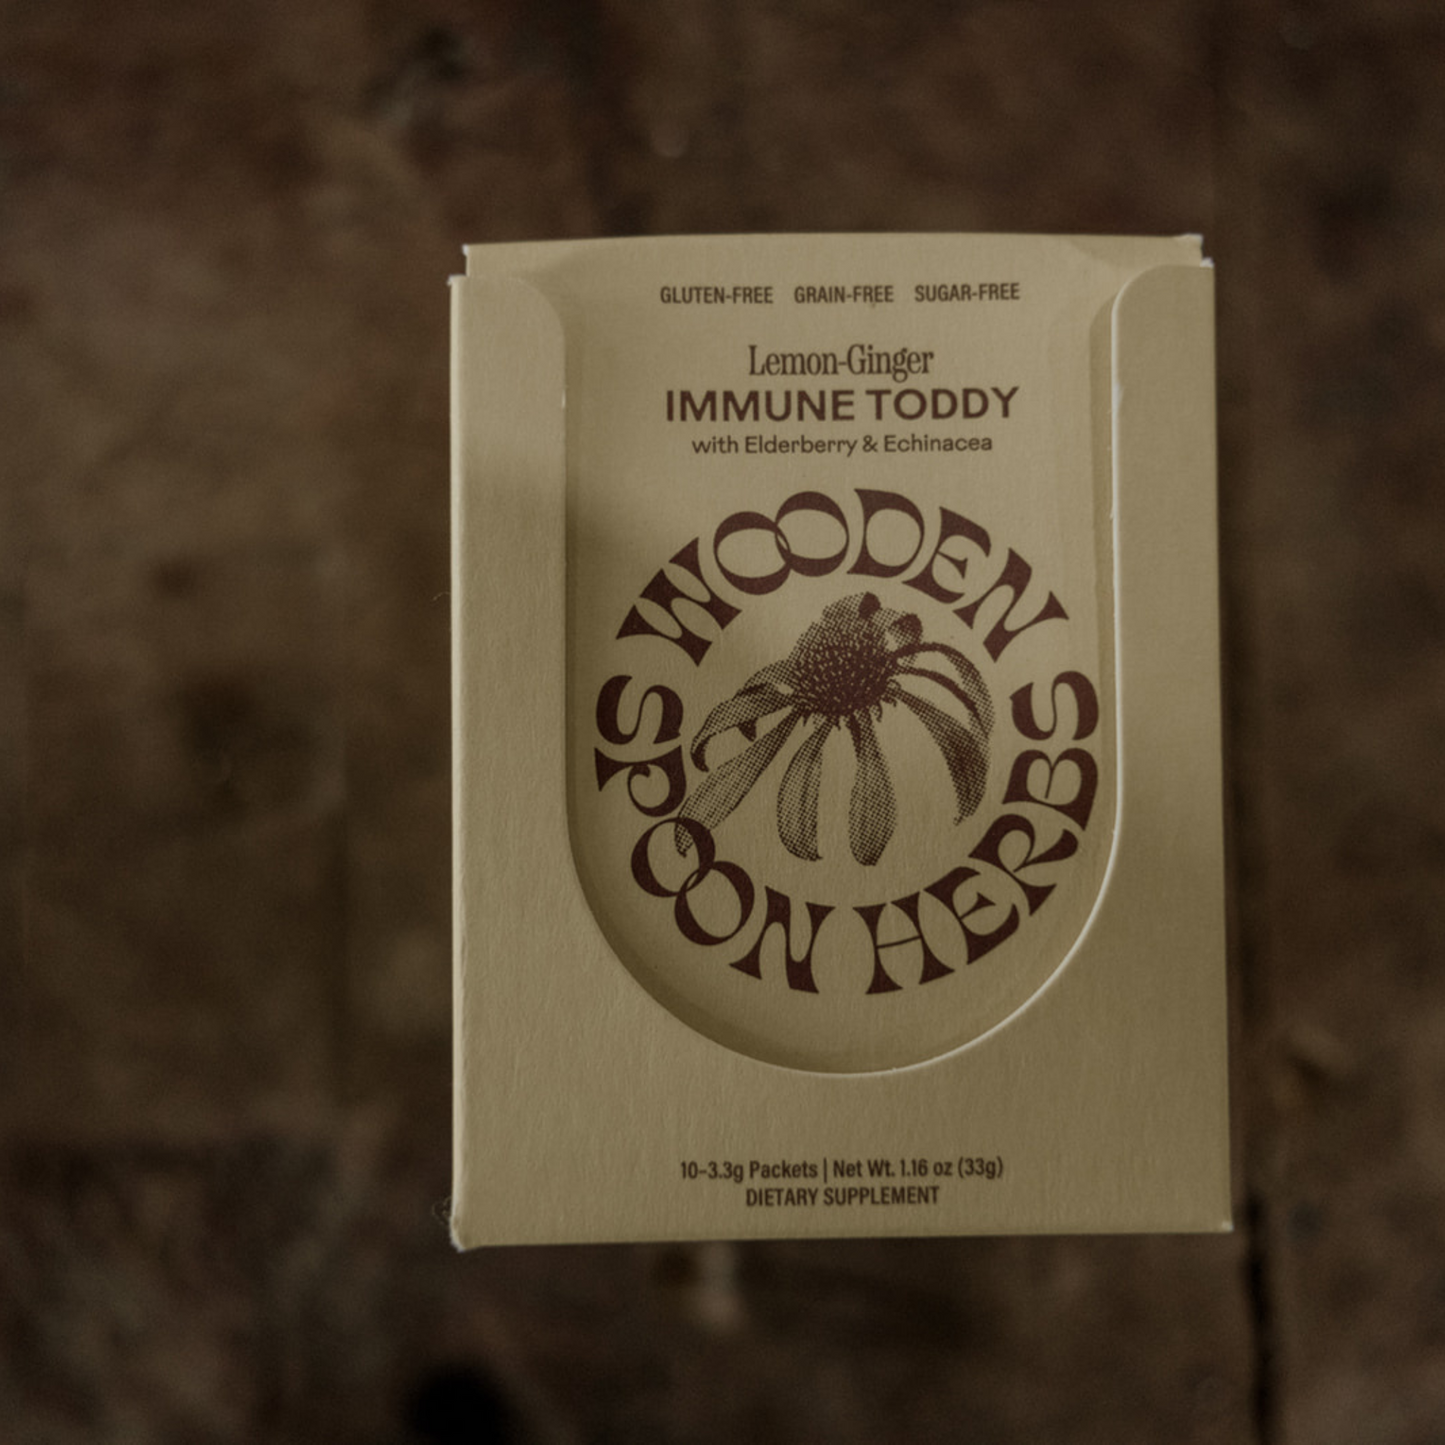 GLUTEN-FREE GRAIN-FREE SUGAR-FREE
Lemon-Ginger
IMMUNE TODDY
with Elderberry & Echinacea
WOODEN SPOON HERBS
10-3.3g Packets | Net Wt. 1.16 oz (33g)
DIETARY SUPPLEMENT